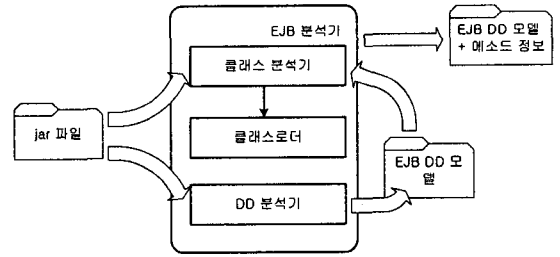 EJB 분석가
클래스 분석기
클래스로더
DD 분석기
jar 파일
EJB DD 모델
+ 메소드 정보
EJB DD 모
델